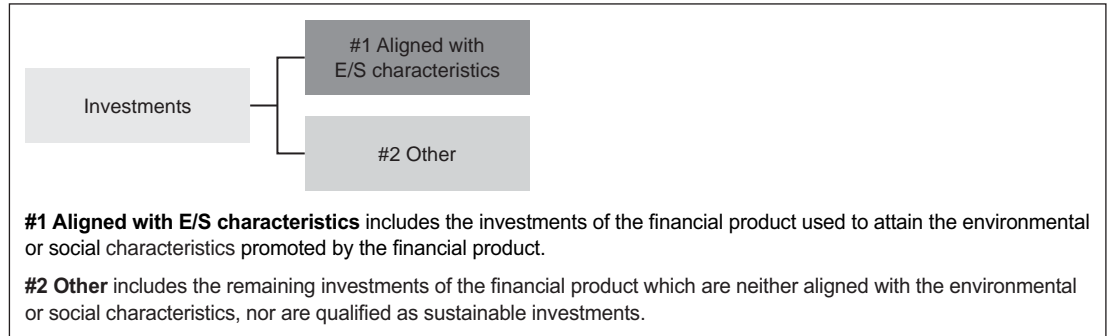 #1 Aligned with
E/S characteristics
Investments
#2 Other
#1 Aligned with E/S characteristics includes the investments of the financial product used to attain the environmental
or social characteristics promoted by the financial product.
#2 Other includes the remaining investments of the financial product which are neither aligned with the environmental
or social characteristics, nor are qualified as sustainable investments.